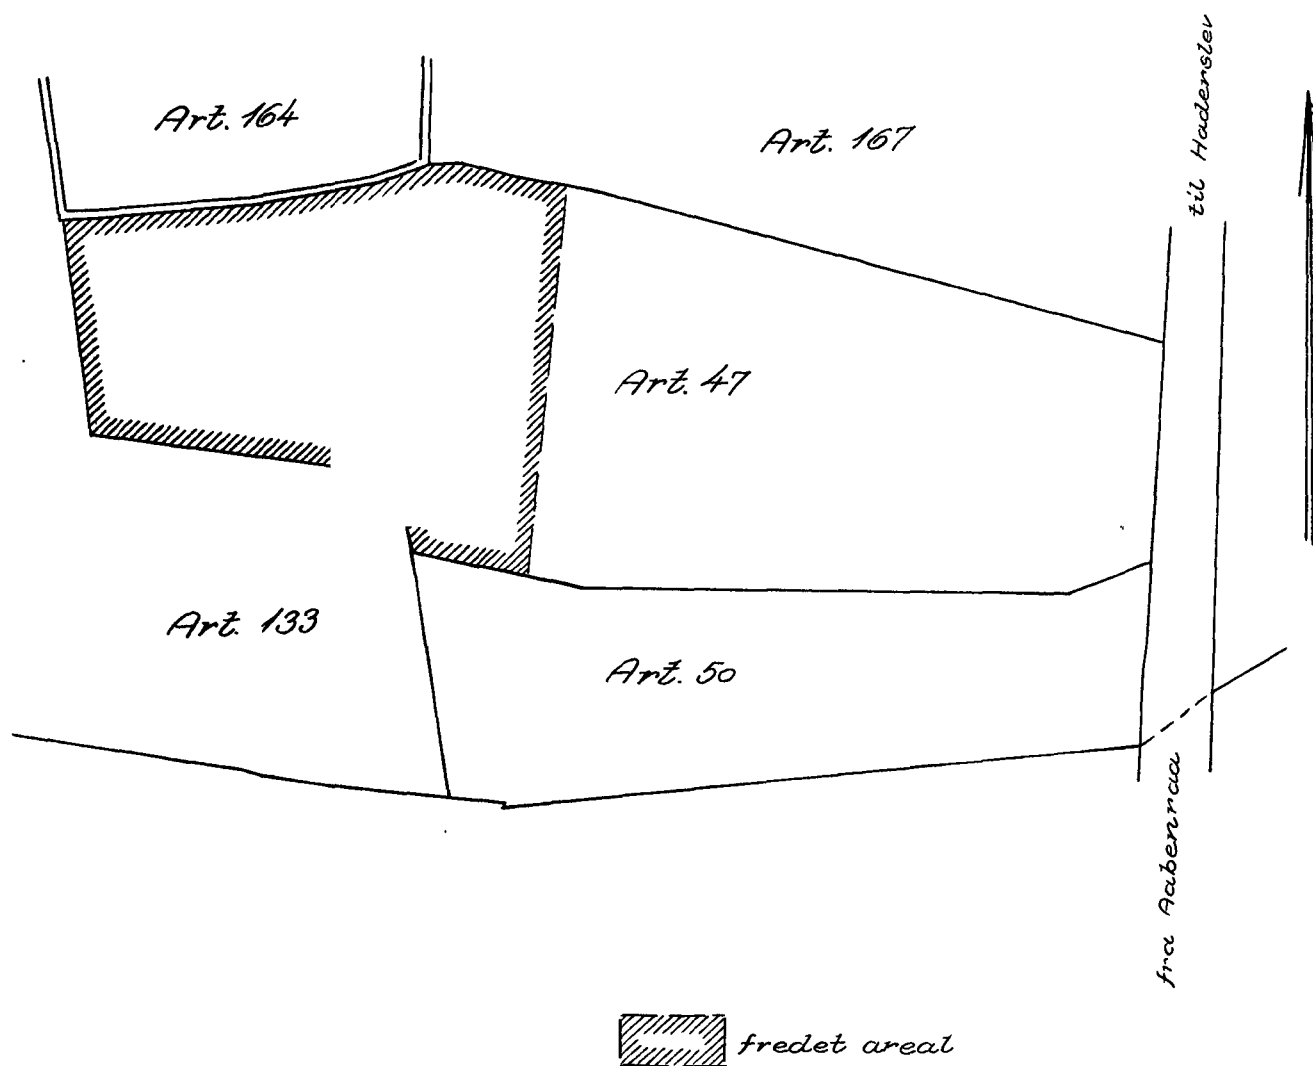 Art. 164
Art. 167
til Haderslev
Art. 47
Art. 133
Art. 50
fra Aabenraa
fredet areal